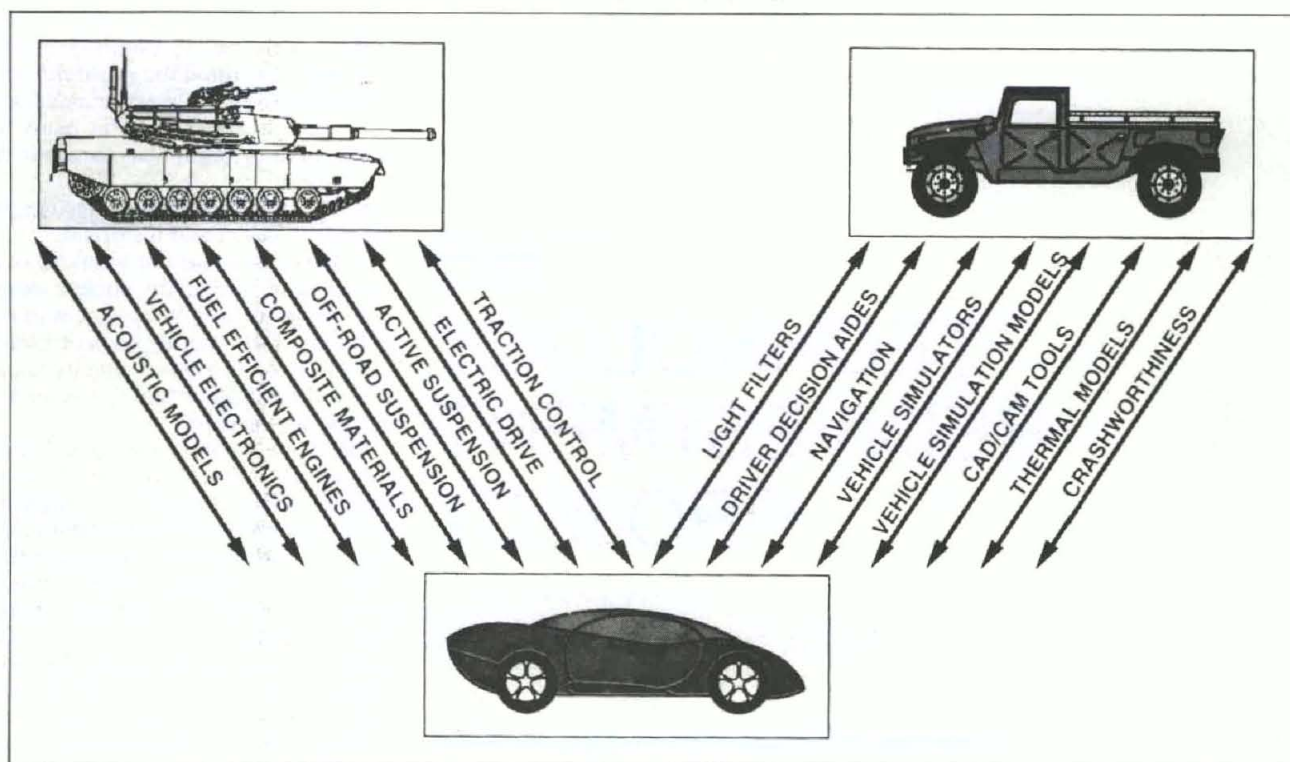 ACOUSTIC MODELS
VEHICLE ELECTRONICS
FUEL EFFICIENT ENGINES
COMPOSITE MATERIALS
OFF-ROAD SUSPENSION
ACTIVE SUSPENSION
ELECTRIC DRIVE
TRACTION CONTROL
LIGHT FILTERS
DRIVER DECISION AIDES
NAVIGATION
VEHICLE SIMULATORS
VEHICLE SIMULATION MODELS
CAD/CAM TOOLS
THERMAL MODELS
CRASHWORTHINESS